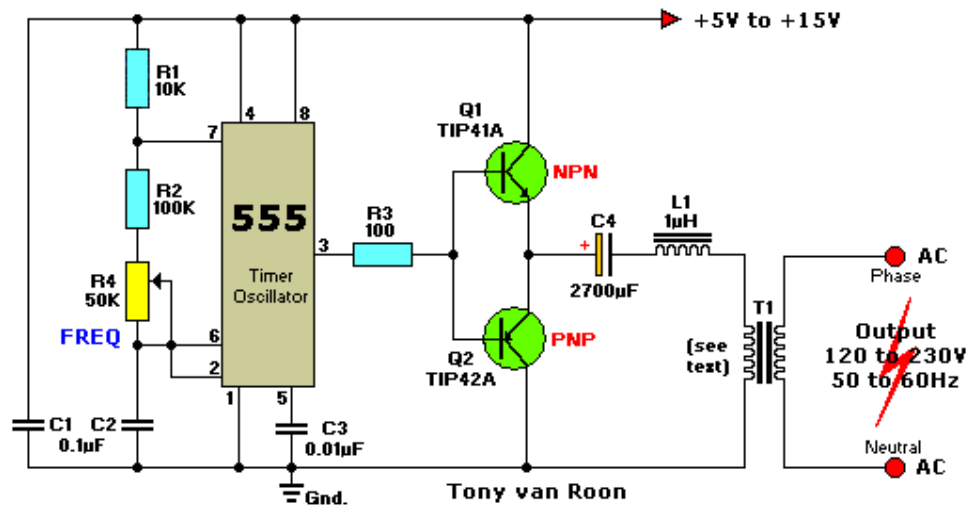 +5V to +15V
R1
10K
4
8
7
Q1
TIP41A
NPN
R2
100K
555
Timer
Oscillator
3
R3
100
C4
+
2700µF
L1
1µH
R4
50K
FREQ
6
2
Q2
TIP42A
PNP
(see
text)
T1
AC
Phase
Output
120 to 230V
50 to 60Hz
Neutral
AC
1
5
C1
0.1µF
C2
C3
0.01µF
Gnd.
Tony van Roon